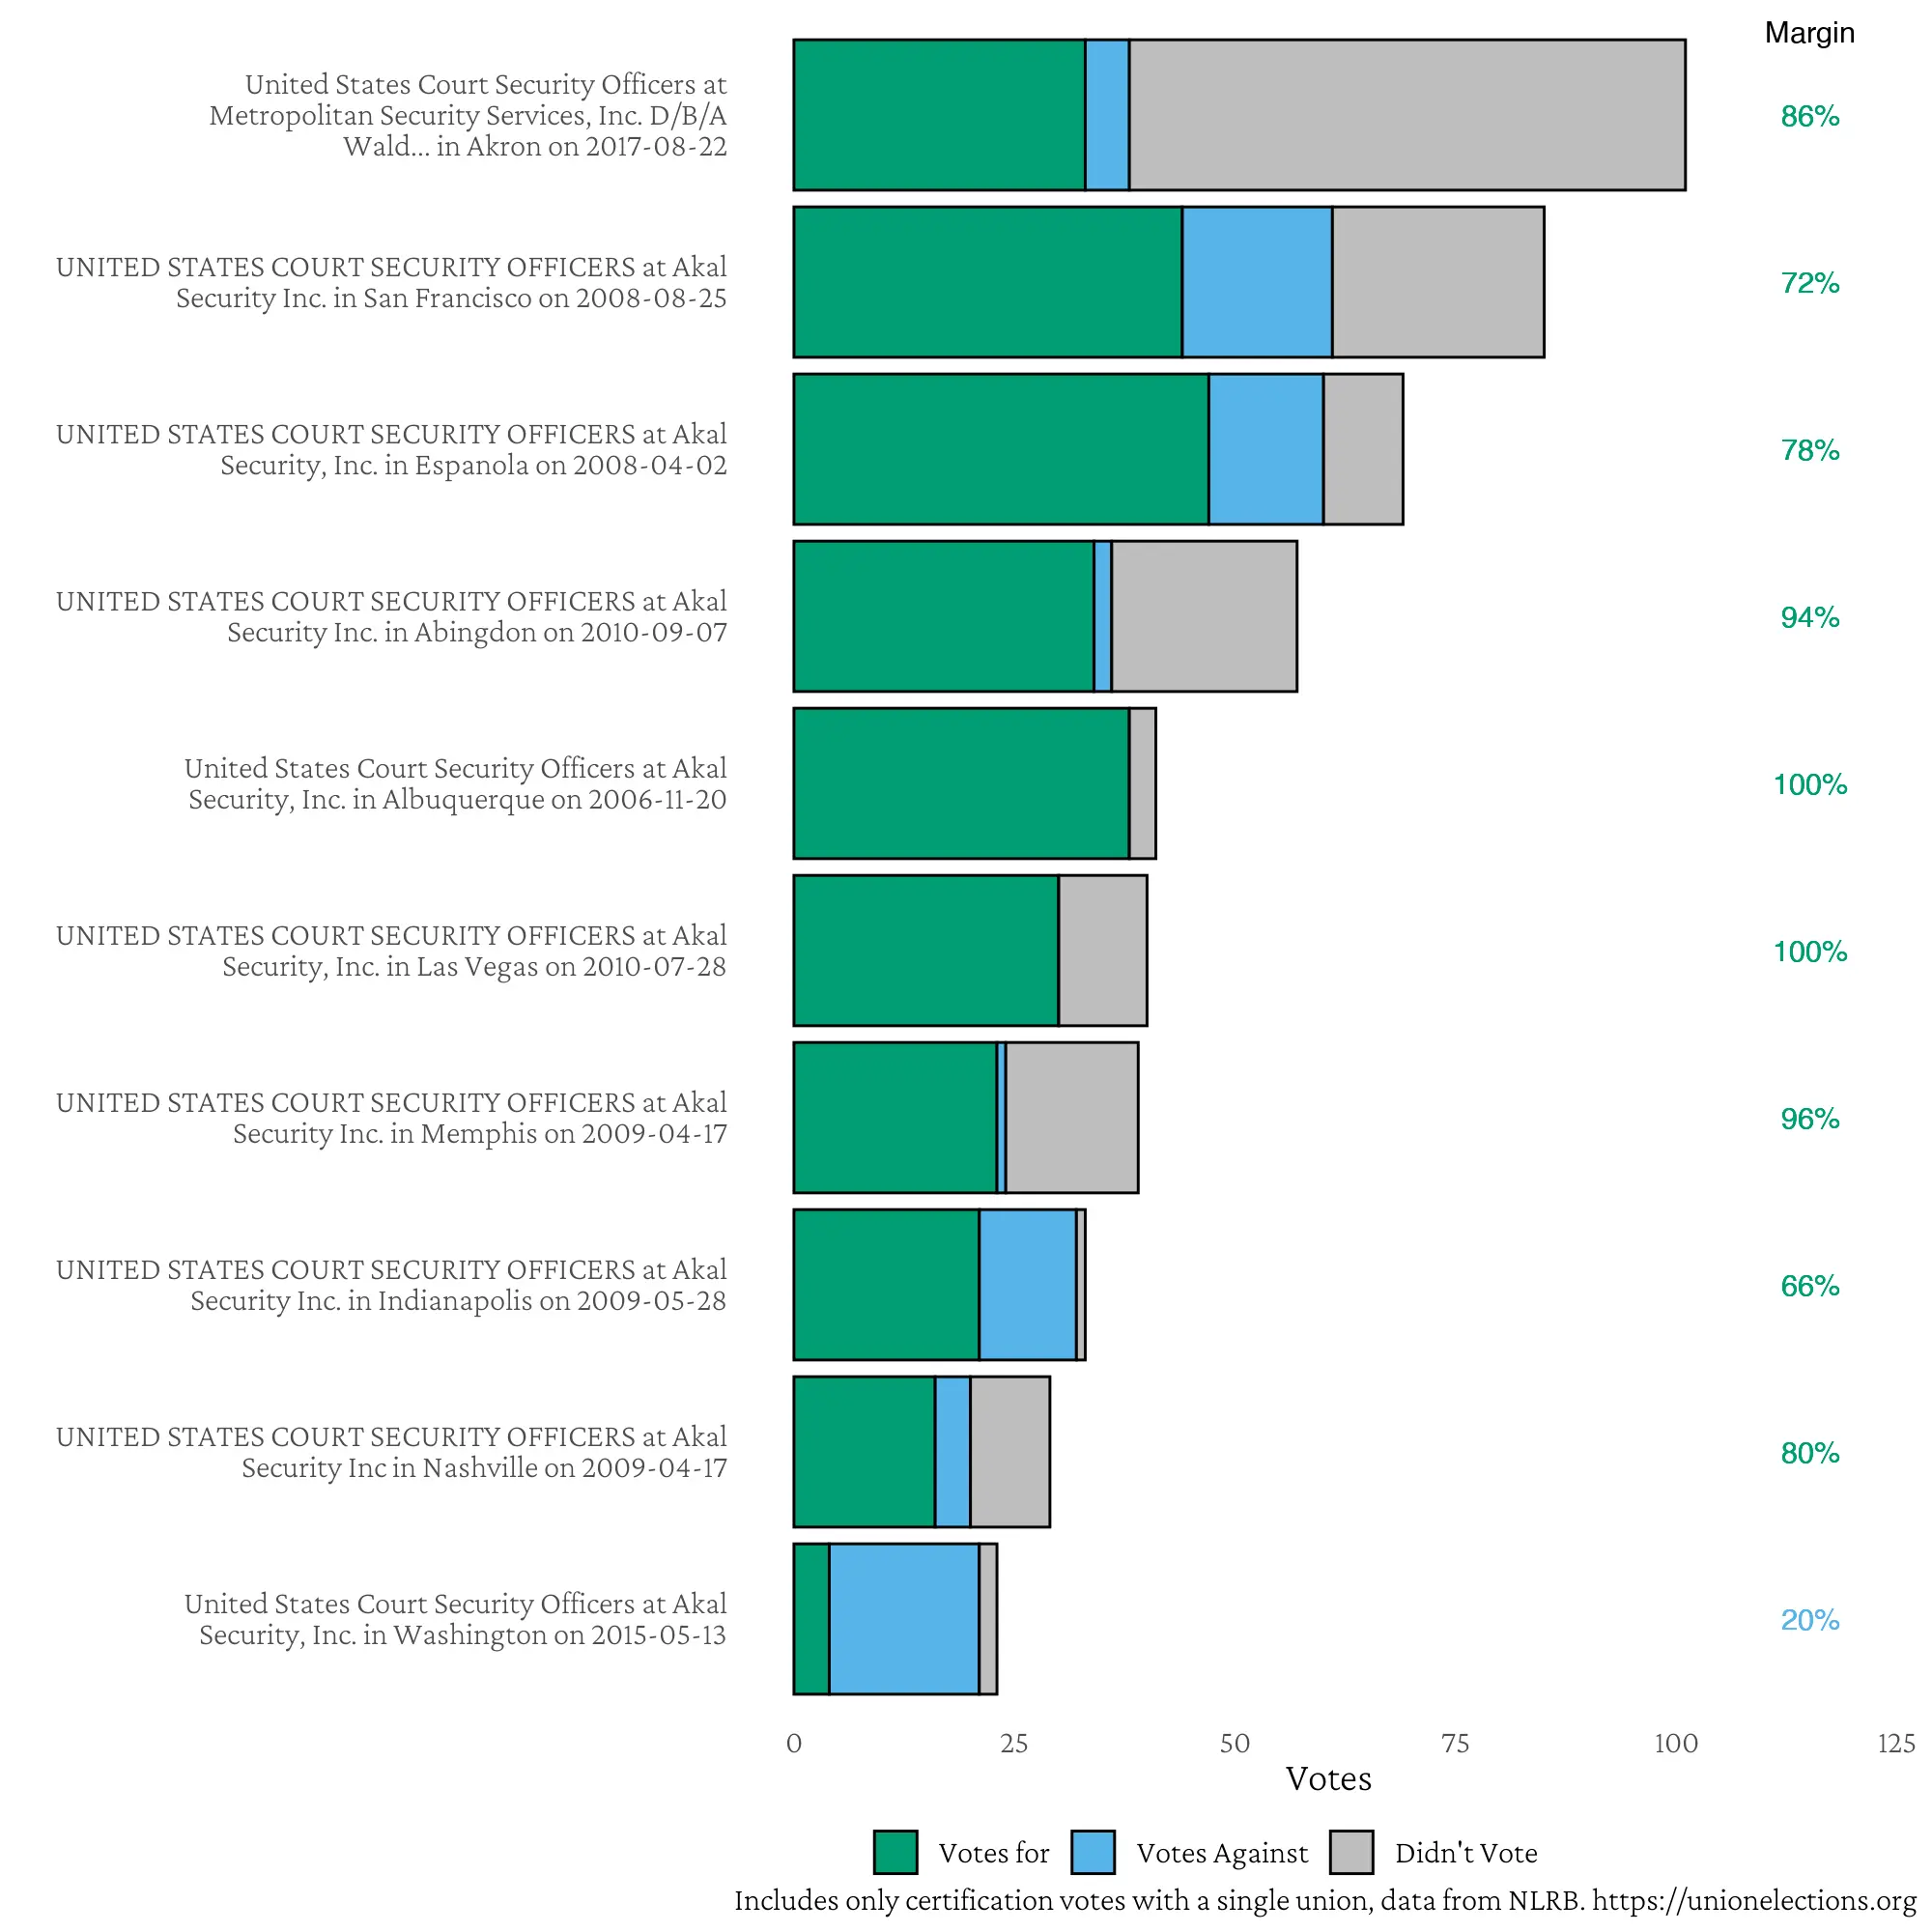 Margin
United States Court Security Officers at
Metropolitan Security Services, Inc. D/B/A
Wald... in Akron on 2017-08-22
86%
UNITED STATES COURT SECURITY OFFICERS at Akal
Security Inc. in San Francisco on 2008-08-25
72%
UNITED STATES COURT SECURITY OFFICERS at Akal
Security, Inc. in Espanola on 2008-04-02
78%
UNITED STATES COURT SECURITY OFFICERS at Akal
Security Inc. in Abingdon on 2010-09-07
94%
United States Court Security Officers at Akal
Security, Inc. in Albuquerque on 2006-11-20
100%
UNITED STATES COURT SECURITY OFFICERS at Akal
Security, Inc. in Las Vegas on 2010-07-28
100%
UNITED STATES COURT SECURITY OFFICERS at Akal
Security Inc. in Memphis on 2009-04-17
96%
UNITED STATES COURT SECURITY OFFICERS at Akal
Security Inc. in Indianapolis on 2009-05-28
66%
UNITED STATES COURT SECURITY OFFICERS at Akal
Security Inc in Nashville on 2009-04-17
80%
United States Court Security Officers at Akal
Security, Inc. in Washington on 2015-05-13
20%
0 25 50 75 100 125
Votes
Votes for Votes Against Didn't Vote
Includes only certification votes with a single union, data from NLRB. https://unionelections.org